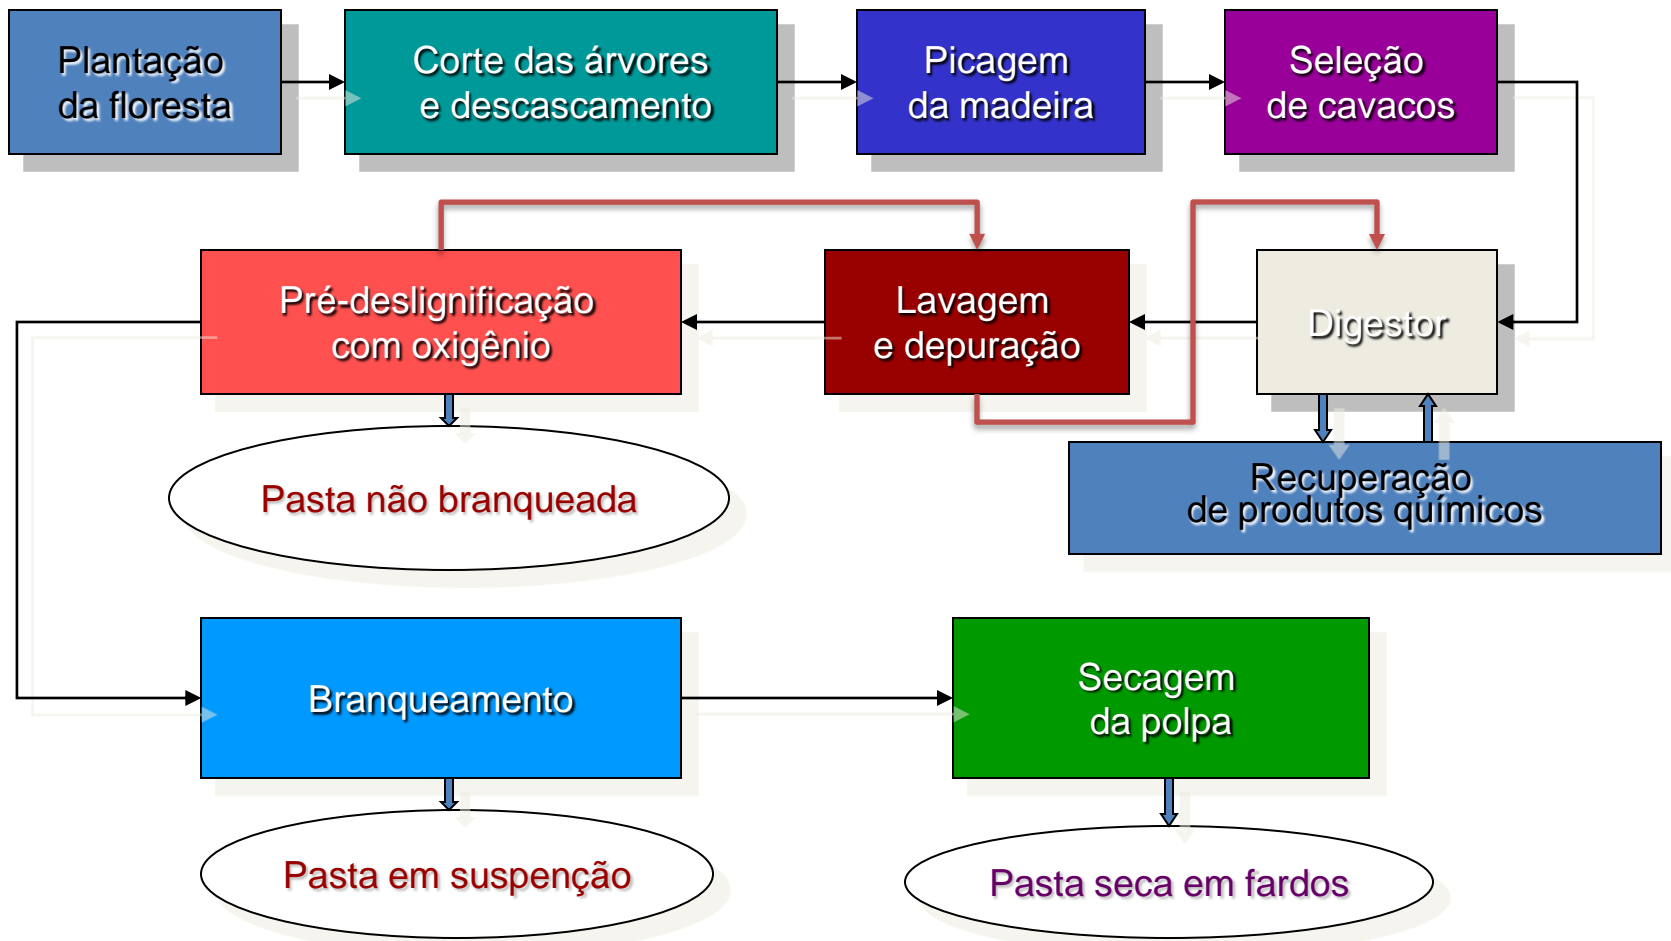 Plantação
da floresta
Corte das árvores
e descascamento
Picagem
da madeira
Seleção
de cavacos
Pré-deslignificação
com oxigênio
Lavagem
e depuração
Digestor
Pasta não branqueada
Recuperação
de produtos químicos
Branqueamento
Secagem
da polpa
Pasta em suspenção
Pasta seca em fardos